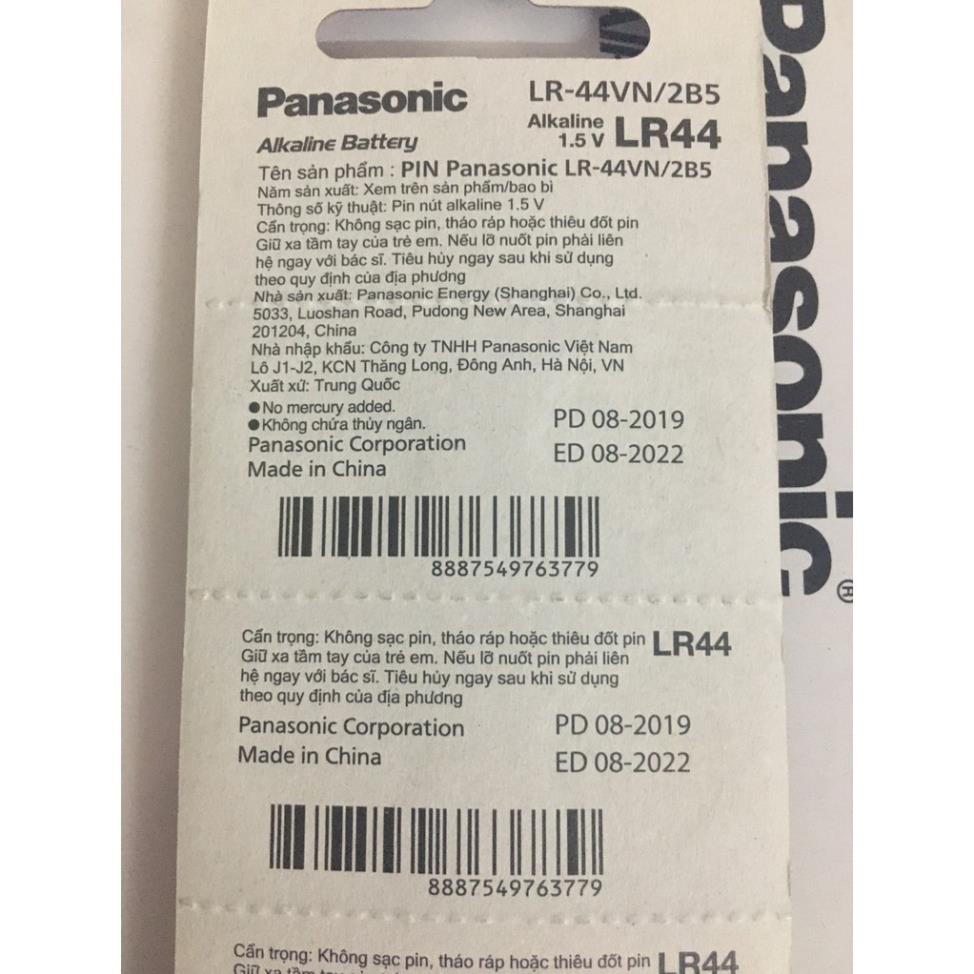 Panasonic
LR-44VN/2B5
Alkaline Battery
Alkaline 1.5 V LR44
Tên sản phẩm : PIN Panasonic LR-44VN/2B5
Năm sản xuất: Xem trên sản phẩm/bao bì
Thông số kỹ thuật: Pin nút alkaline 1.5 V
Cẩn trọng: Không sạc pin, tháo ráp hoặc thiêu đốt pin
Giữ xa tầm tay của trẻ em. Nếu lỡ nuốt pin phải liên
hệ ngay với bác sĩ. Tiêu hủy ngay sau khi sử dụng
theo quy định của địa phương
Nhà sản xuất: Panasonic Energy (Shanghai) Co., Ltd.
5033, Luoshan Road, Pudong New Area, Shanghai
201204, China
Nhà nhập khẩu: Công ty TNHH Panasonic Việt Nam
Lô J1-J2, KCN Thăng Long, Đông Anh, Hà Nội, VN
Xuất xứ: Trung Quốc
●No mercury added.
●Không chứa thủy ngân.
Panasonic Corporation
Made in China
PD 08-2019
ED 08-2022
8887549763779
Cẩn trọng: Không sạc pin, tháo ráp hoặc thiêu đốt pin LR44
Giữ xa tầm tay của trẻ em. Nếu lỡ nuốt pin phải liên
hệ ngay với bác sĩ. Tiêu hủy ngay sau khi sử dụng
theo quy định của địa phương
Panasonic Corporation
Made in China
PD 08-2019
ED 08-2022
8887549763779
Cẩn trọng: Không sạc pin, tháo ráp hoặc thiêu đốt pin LR44
Giữ xa
Panasonic®